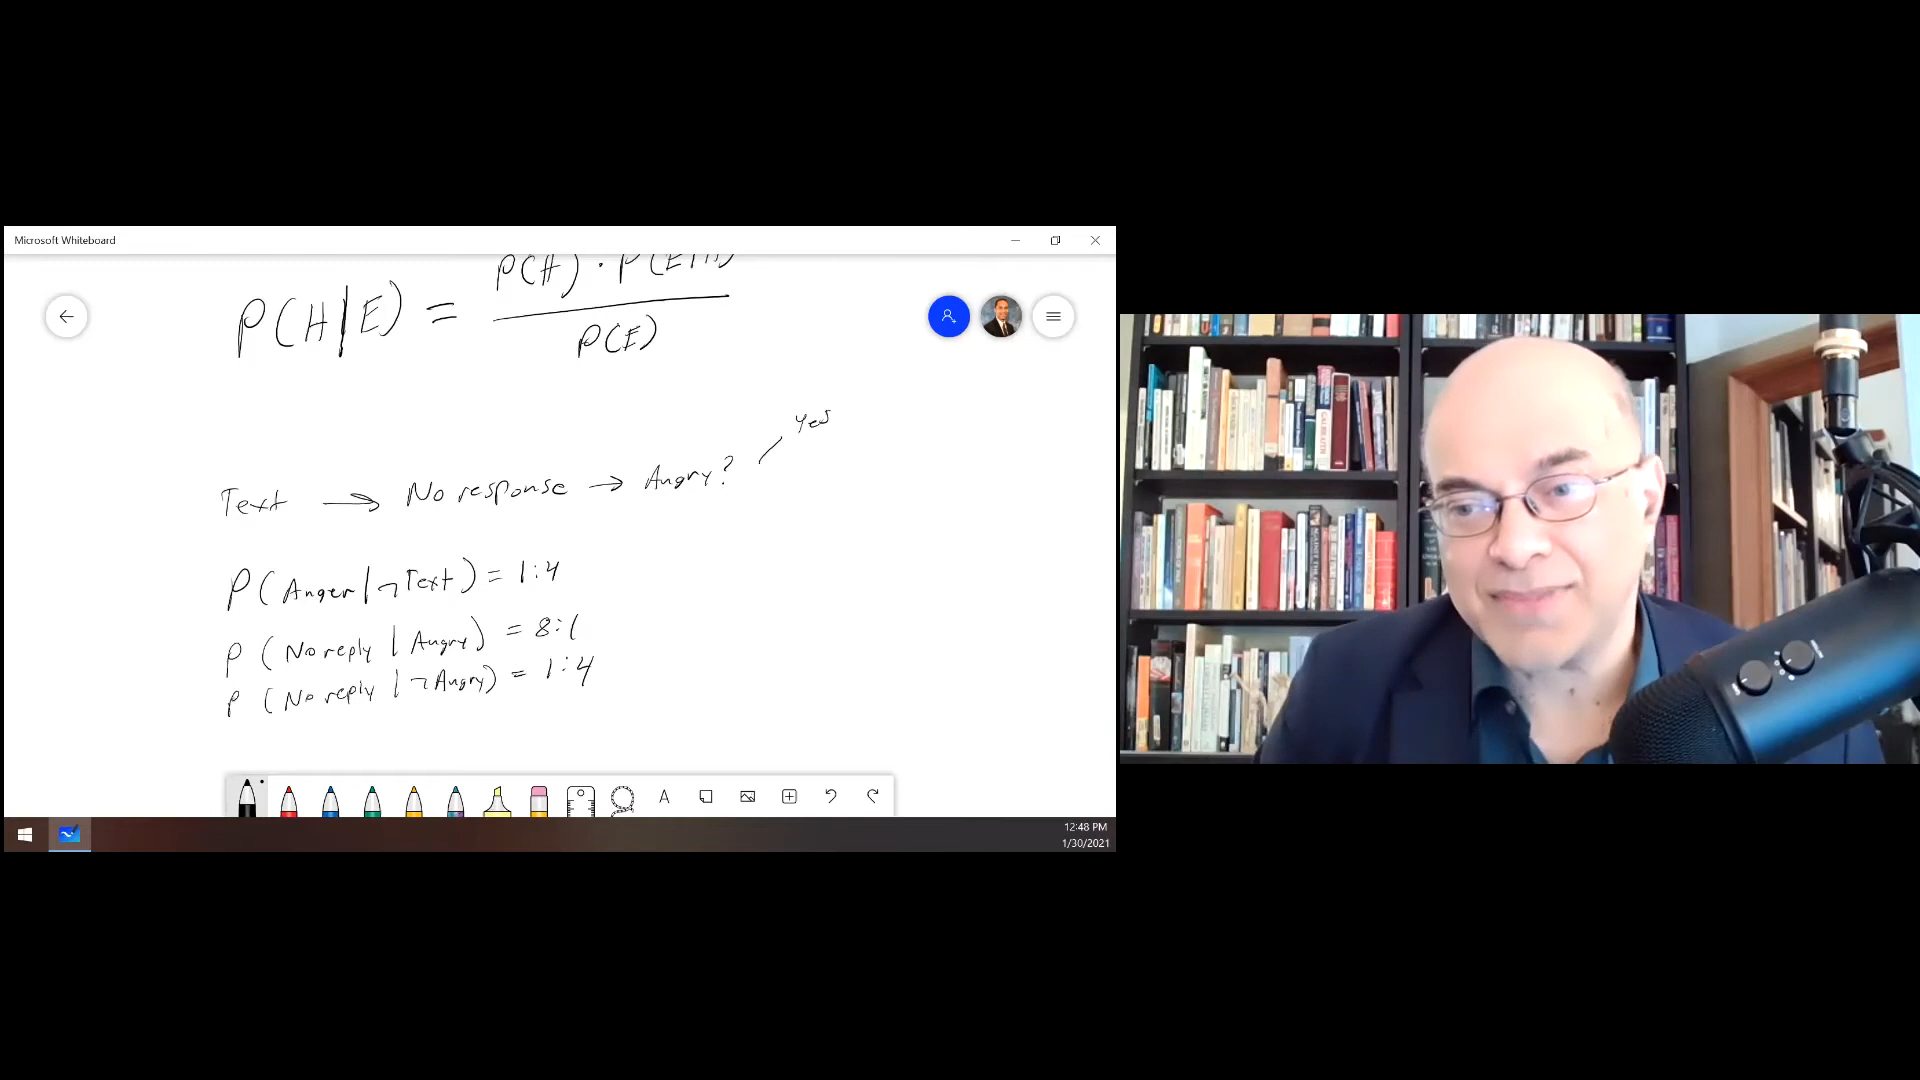 Microsoft Whiteboard
P(H) · P(E|H)
P(H|E) =
P(E)
Yes
Text → No response → Angry?
P(Anger|¬Text) = 1:4
P(No reply | Angry) = 8:1
P(No reply | ¬Angry) = 1:4
A
12:48 PM
1/30/2021